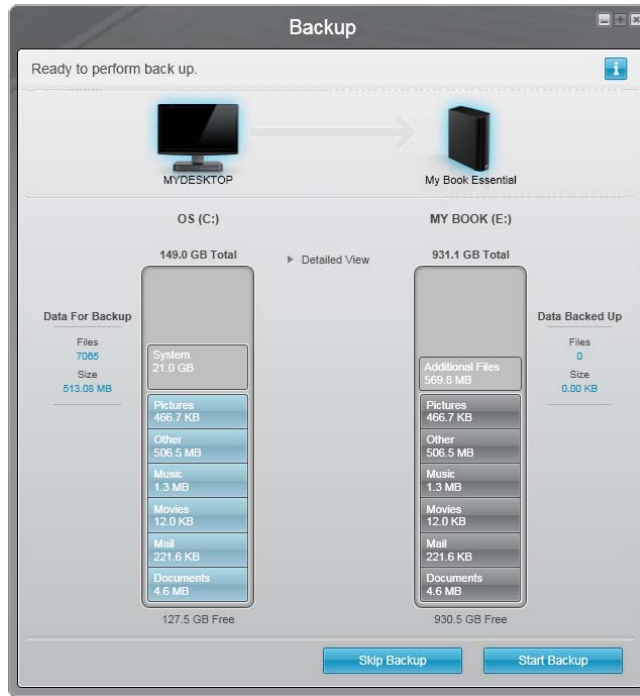 Backup
Ready to perform back up.
MYDESKTOP
My Book Essential
OS (C:)
MY BOOK (E:)
149.0 GB Total
Detailed View
931.1 GB Total
Data For Backup
Files
7065
Size
513.08 MB
System
21.0 GB
Pictures
466.7 KB
Other
506.5 MB
Music
1.3 MB
Movies
12.0 KB
Mail
221.6 KB
Documents
4.6 MB
127.5 GB Free
Additional Files
569.8 MB
Pictures
466.7 KB
Other
506.5 MB
Music
1.3 MB
Movies
12.0 KB
Mail
221.6 KB
Documents
4.6 MB
930.5 GB Free
Data Backed Up
Files
0
Size
0.00 KB
Skip Backup
Start Backup